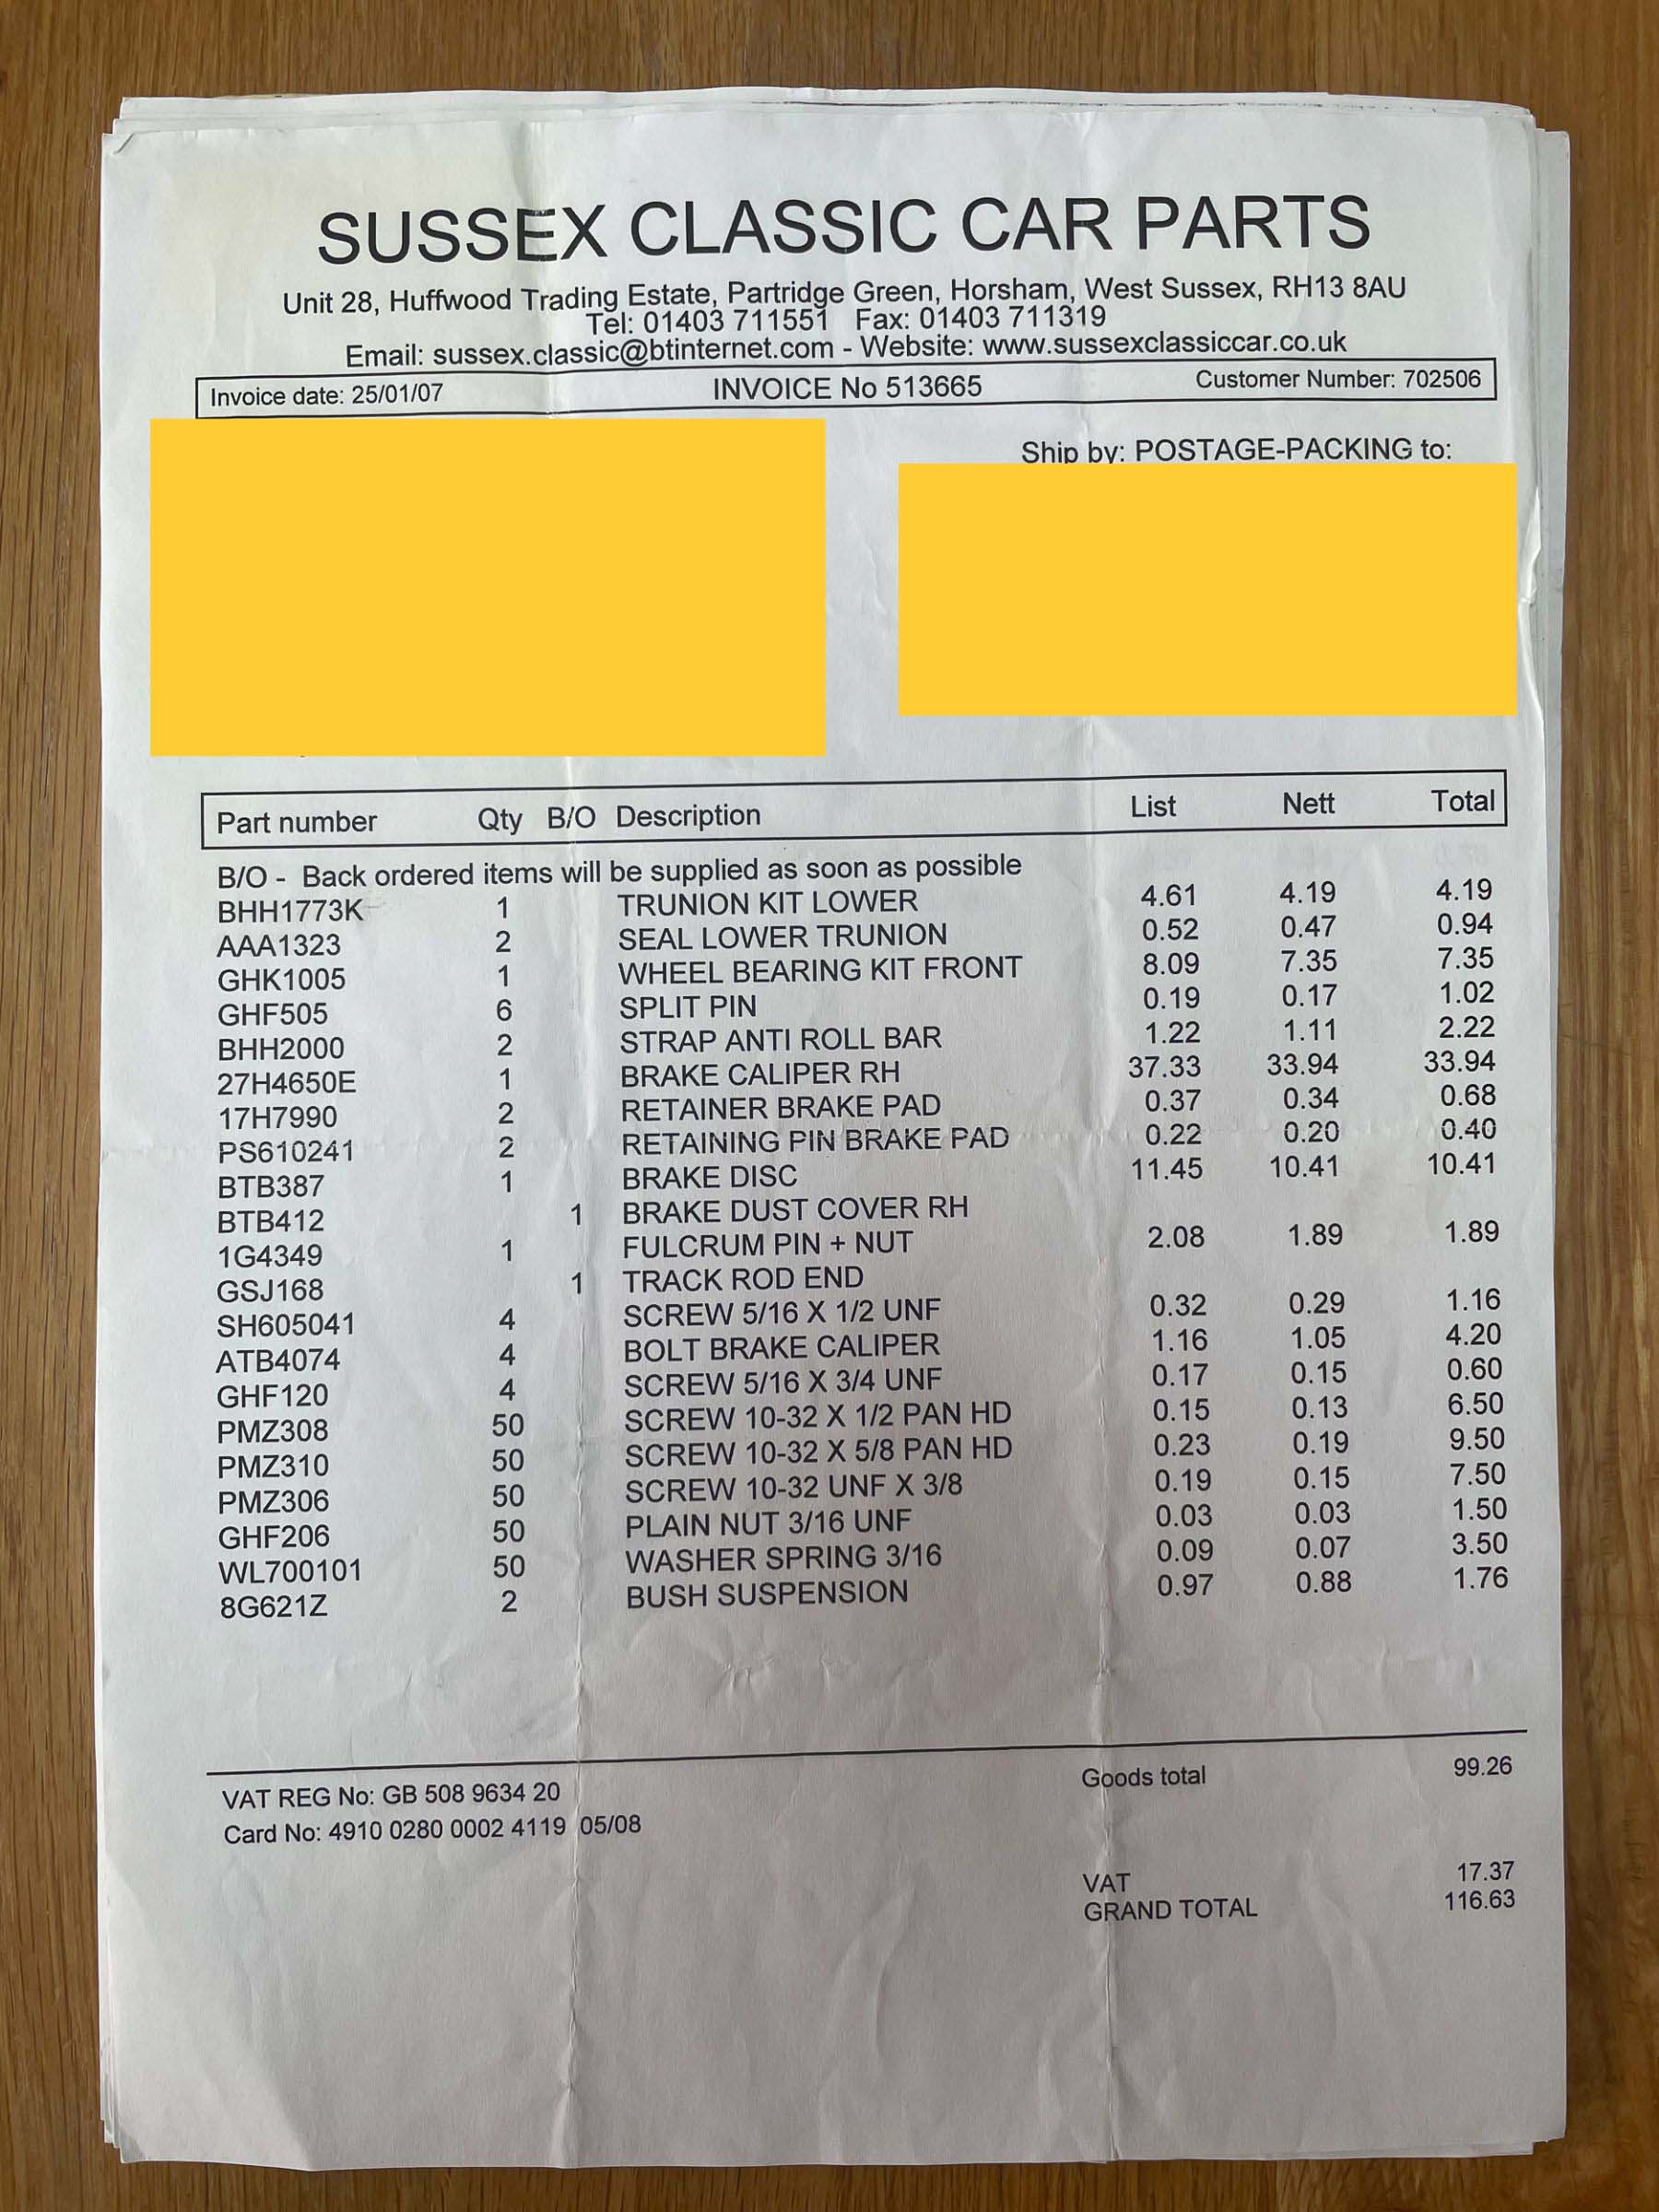 SUSSEX CLASSIC CAR PARTS
Unit 28, Huffwood Trading Estate, Partridge Green, Horsham, West Sussex, RH13 8AU
Tel: 01403 711551 Fax: 01403 711319
Email: sussex.classic@btinternet.com - Website: www.sussexclassiccar.co.uk
Invoice date: 25/01/07 INVOICE No 513665 Customer Number: 702506
Ship by: POSTAGE-PACKING to:
Part number Qty B/O Description List Nett Total
B/O - Back ordered items will be supplied as soon as possible
BHH1773K 1 TRUNION KIT LOWER 4.61 4.19 4.19
AAA1323 2 SEAL LOWER TRUNION 0.52 0.47 0.94
GHK1005 1 WHEEL BEARING KIT FRONT 8.09 7.35 7.35
GHF505 6 SPLIT PIN 0.19 0.17 1.02
BHH2000 2 STRAP ANTI ROLL BAR 1.22 1.11 2.22
27H4650E 1 BRAKE CALIPER RH 37.33 33.94 33.94
17H7990 2 RETAINER BRAKE PAD 0.37 0.34 0.68
PS610241 2 RETAINING PIN BRAKE PAD 0.22 0.20 0.40
BTB387 1 BRAKE DISC 11.45 10.41 10.41
BTB412 1 BRAKE DUST COVER RH
1G4349 1 FULCRUM PIN + NUT 2.08 1.89 1.89
GSJ168 1 TRACK ROD END
SH605041 4 SCREW 5/16 X 1/2 UNF 0.32 0.29 1.16
ATB4074 4 BOLT BRAKE CALIPER 1.16 1.05 4.20
GHF120 4 SCREW 5/16 X 3/4 UNF 0.17 0.15 0.60
PMZ308 50 SCREW 10-32 X 1/2 PAN HD 0.15 0.13 6.50
PMZ310 50 SCREW 10-32 X 5/8 PAN HD 0.23 0.19 9.50
PMZ306 50 SCREW 10-32 UNF X 3/8 0.19 0.15 7.50
GHF206 50 PLAIN NUT 3/16 UNF 0.03 0.03 1.50
WL700101 50 WASHER SPRING 3/16 0.09 0.07 3.50
8G621Z 2 BUSH SUSPENSION 0.97 0.88 1.76
VAT REG No: GB 508 9634 20 Goods total 99.26
Card No: 4910 0280 0002 4119 05/08
VAT 17.37
GRAND TOTAL 116.63